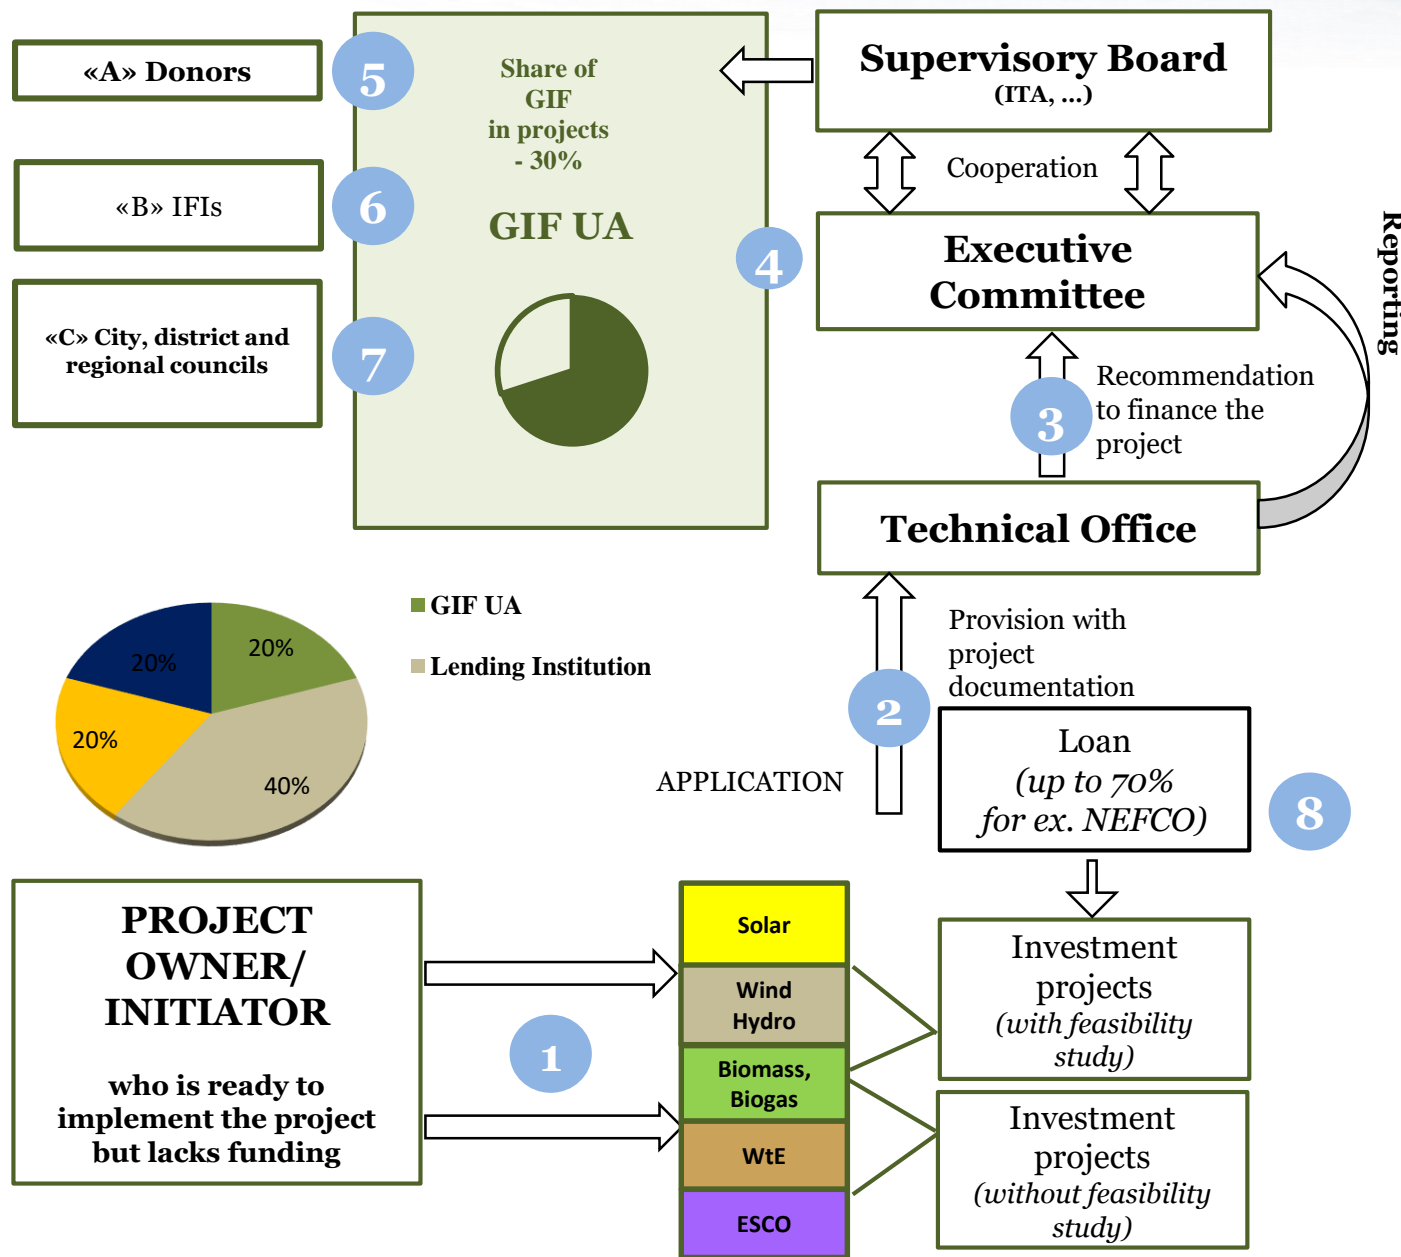 «A» Donors
5
Share of
GIF
in projects
- 30%
GIF UA
Supervisory Board
(ITA, ...)
Cooperation
«B» IFIs
6
4
Executive
Committee
Reporting
«C» City, district and
regional councils
7
3
Recommendation
to finance the
project
Technical Office
GIF UA
Lending Institution
20%
20%
20%
40%
2
Provision with
project
documentation
APPLICATION
Loan
(up to 70%
for ex. NEFCO)
8
PROJECT
OWNER/
INITIATOR
who is ready to
implement the project
but lacks funding
1
Solar
Wind
Hydro
Biomass,
Biogas
WtE
ESCO
Investment
projects
(with feasibility
study)
Investment
projects
(without feasibility
study)